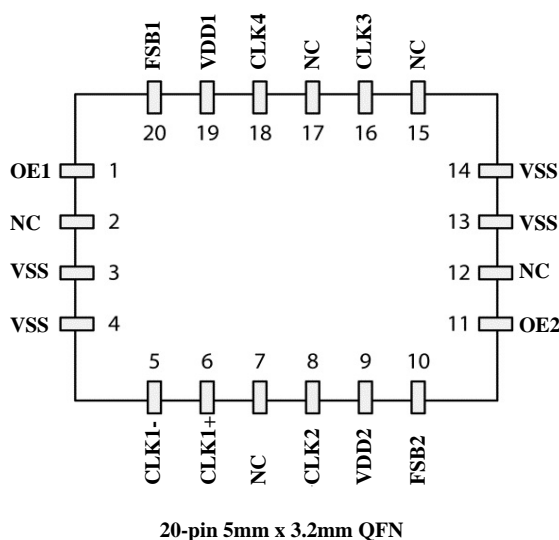 FSB1 VDD1 CLK4 NC CLK3 NC
20 19 18 17 16 15
OE1 1 14 VSS
NC 2 13 VSS
VSS 3 12 NC
VSS 4 11 OE2
5 6 7 8 9 10
CLK1- CLK1+ NC CLK2 VDD2 FSB2
20-pin 5mm x 3.2mm QFN